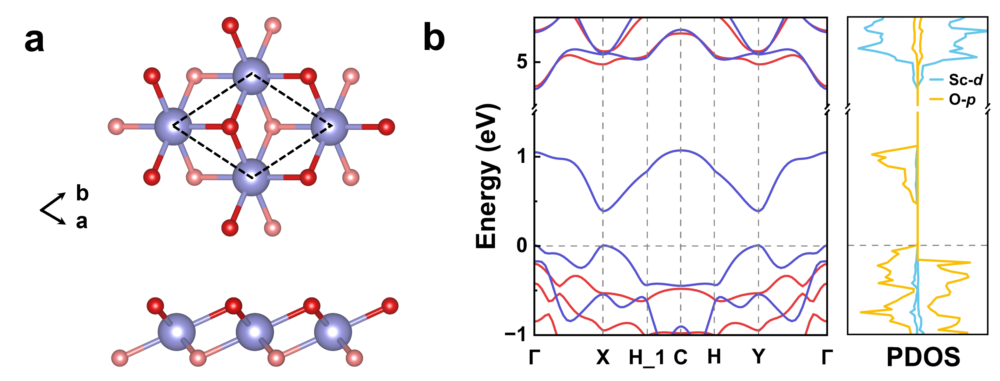 a
b
a
b
Energy (eV)
5
1
0
−1
Γ X H_1 C H Y Γ
Sc-d
O-p
PDOS